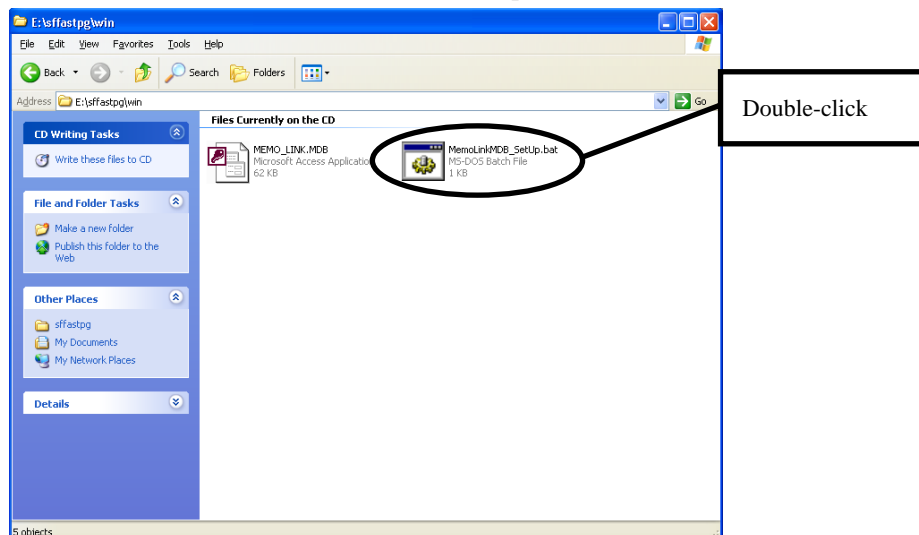 E:\sffastpg\win
File Edit View Favorites Tools Help
Back Search Folders
Address E:\sffastpg\win Go
Double-click
Files Currently on the CD
CD Writing Tasks
Write these files to CD
MEMO_LINK.MDB
Microsoft Access Applicatio
62 KB
MemoLinkMDB_SetUp.bat
MS-DOS Batch File
1 KB
File and Folder Tasks
Make a new folder
Publish this folder to the
Web
Other Places
sffastpg
My Documents
My Network Places
Details
5 objects